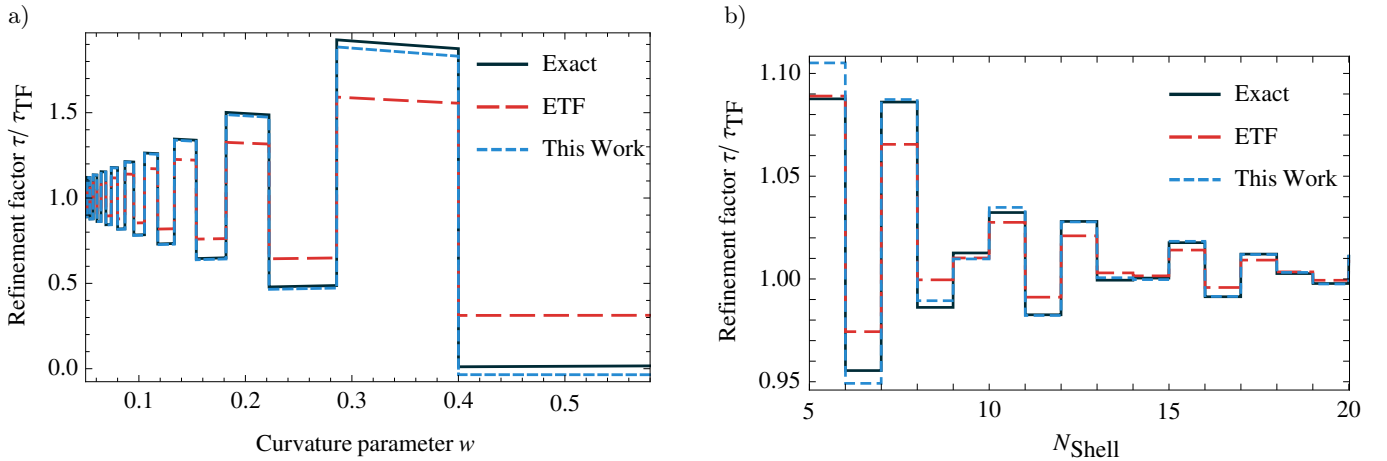 a)
Refinement factor τ/ τTF
1.5
1.0
0.5
0.0
0.1
0.2
0.3
0.4
0.5
Curvature parameter w
Exact
ETF
This Work
b)
Refinement factor τ/ τTF
1.10
1.05
1.00
0.95
5
10
15
20
NShell
Exact
ETF
This Work